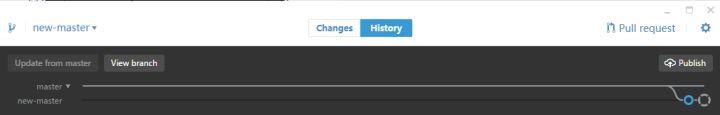 new-master Changes History Pull request
Update from master View branch Publish
master
new-master